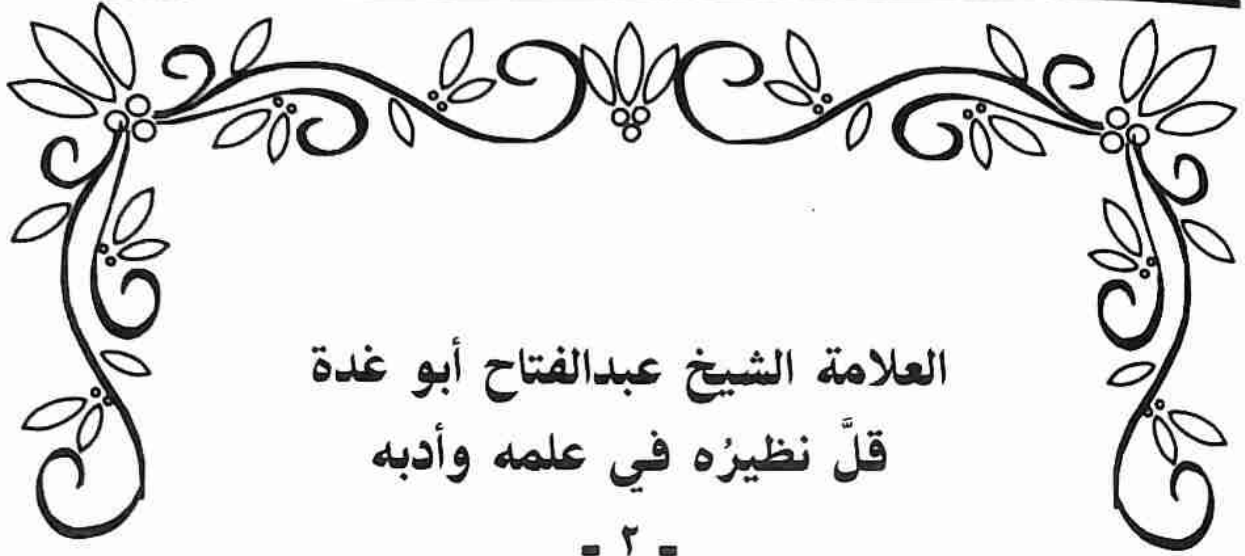 العلامة الشيخ عبدالفتاح أبو غدة
قلَّ نظيرُه في علمه وأدبه
- ٢ -